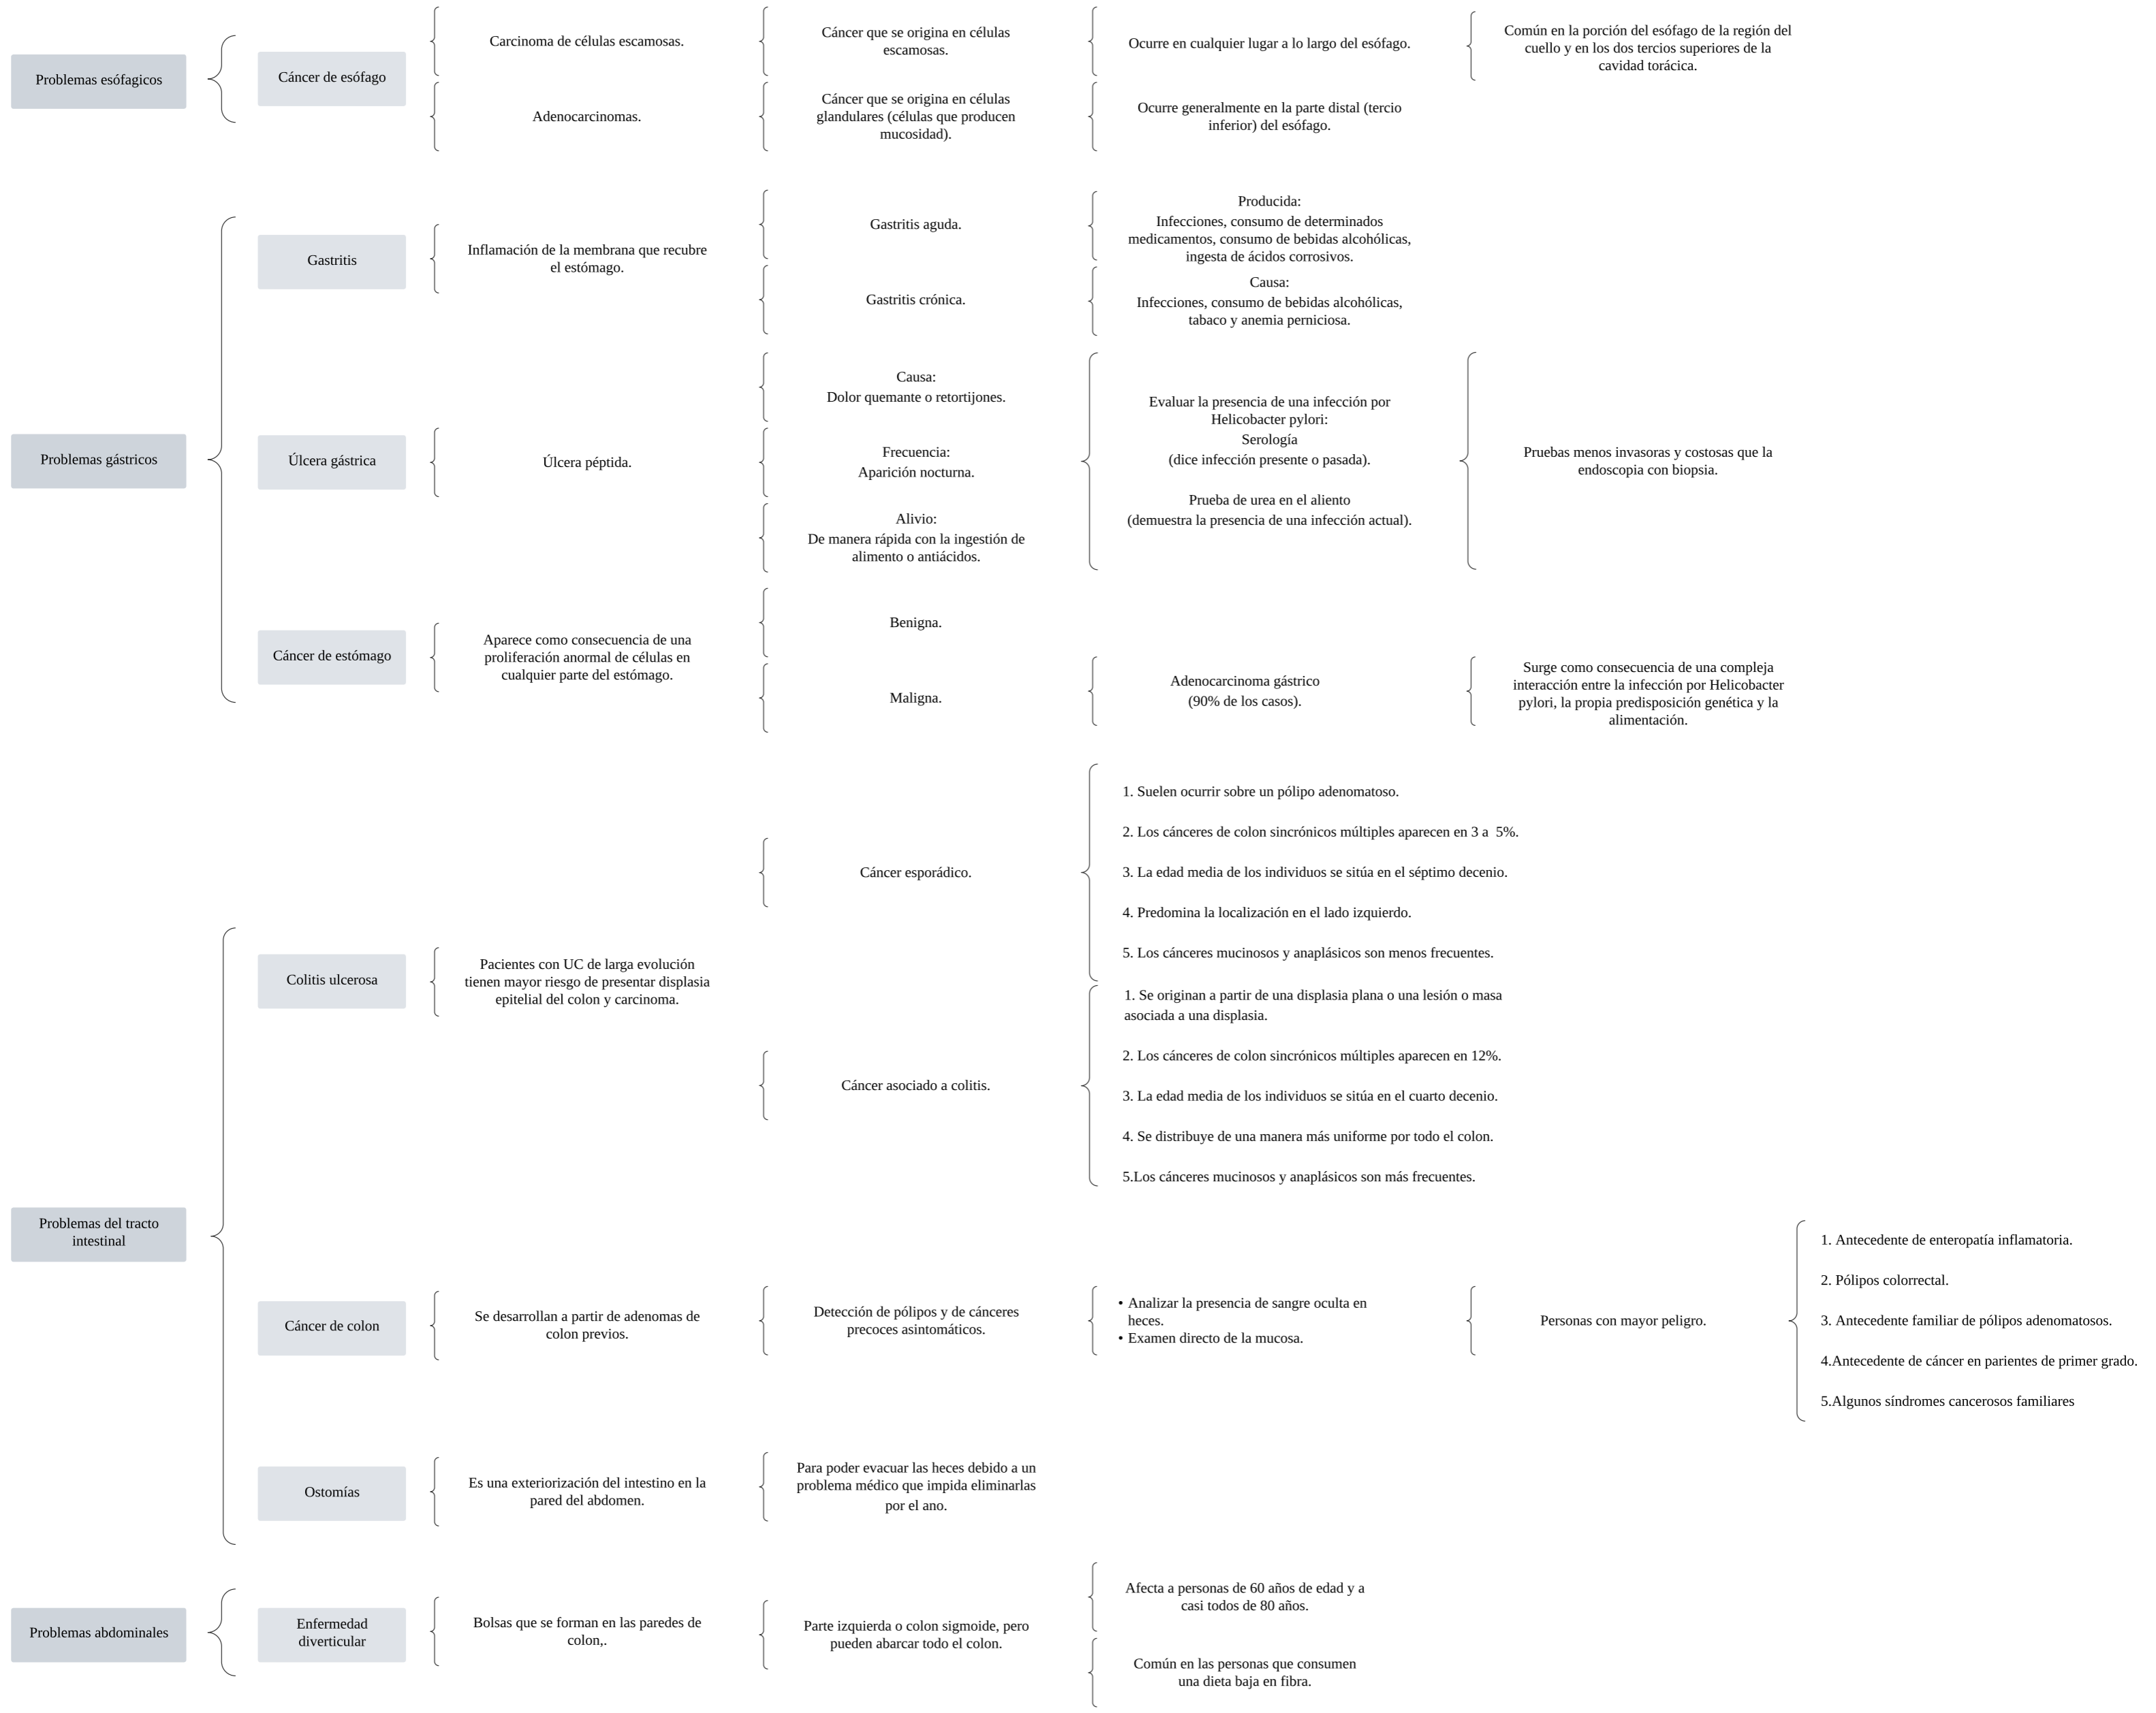 Problemas esófagicos
Cáncer de esófago
Carcinoma de células escamosas.
Cáncer que se origina en células
escamosas.
Ocurre en cualquier lugar a lo largo del esófago.
Común en la porción del esófago de la región del
cuello y en los dos tercios superiores de la
cavidad torácica.
Adenocarcinomas.
Cáncer que se origina en células
glandulares (células que producen
mucosidad).
Ocurre generalmente en la parte distal (tercio
inferior) del esófago.
Problemas gástricos
Gastritis
Inflamación de la membrana que recubre
el estómago.
Gastritis aguda.
Producida:
Infecciones, consumo de determinados
medicamentos, consumo de bebidas alcohólicas,
ingesta de ácidos corrosivos.
Gastritis crónica.
Causa:
Infecciones, consumo de bebidas alcohólicas,
tabaco y anemia perniciosa.
Úlcera gástrica
Úlcera péptida.
Causa:
Dolor quemante o retortijones.
Frecuencia:
Aparición nocturna.
Alivio:
De manera rápida con la ingestión de
alimento o antiácidos.
Evaluar la presencia de una infección por
Helicobacter pylori:
Serología
(dice infección presente o pasada).
Prueba de urea en el aliento
(demuestra la presencia de una infección actual).
Pruebas menos invasoras y costosas que la
endoscopia con biopsia.
Cáncer de estómago
Aparece como consecuencia de una
proliferación anormal de células en
cualquier parte del estómago.
Benigna.
Maligna.
Adenocarcinoma gástrico
(90% de los casos).
Surge como consecuencia de una compleja
interacción entre la infección por Helicobacter
pylori, la propia predisposición genética y la
alimentación.
Problemas del tracto
intestinal
Colitis ulcerosa
Pacientes con UC de larga evolución
tienen mayor riesgo de presentar displasia
epitelial del colon y carcinoma.
Cáncer esporádico.
1. Suelen ocurrir sobre un pólipo adenomatoso.
2. Los cánceres de colon sincrónicos múltiples aparecen en 3 a  5%.
3. La edad media de los individuos se sitúa en el séptimo decenio.
4. Predomina la localización en el lado izquierdo.
5. Los cánceres mucinosos y anaplásicos son menos frecuentes.
Cáncer asociado a colitis.
1. Se originan a partir de una displasia plana o una lesión o masa
asociada a una displasia.
2. Los cánceres de colon sincrónicos múltiples aparecen en 12%.
3. La edad media de los individuos se sitúa en el cuarto decenio.
4. Se distribuye de una manera más uniforme por todo el colon.
5.Los cánceres mucinosos y anaplásicos son más frecuentes.
Cáncer de colon
Se desarrollan a partir de adenomas de
colon previos.
Detección de pólipos y de cánceres
precoces asintomáticos.
• Analizar la presencia de sangre oculta en
heces.
• Examen directo de la mucosa.
Personas con mayor peligro.
1. Antecedente de enteropatía inflamatoria.
2. Pólipos colorrectal.
3. Antecedente familiar de pólipos adenomatosos.
4.Antecedente de cáncer en parientes de primer grado.
5.Algunos síndromes cancerosos familiares
Ostomías
Es una exteriorización del intestino en la
pared del abdomen.
Para poder evacuar las heces debido a un
problema médico que impida eliminarlas
por el ano.
Problemas abdominales
Enfermedad
diverticular
Bolsas que se forman en las paredes de
colon,.
Parte izquierda o colon sigmoide, pero
pueden abarcar todo el colon.
Afecta a personas de 60 años de edad y a
casi todos de 80 años.
Común en las personas que consumen
una dieta baja en fibra.